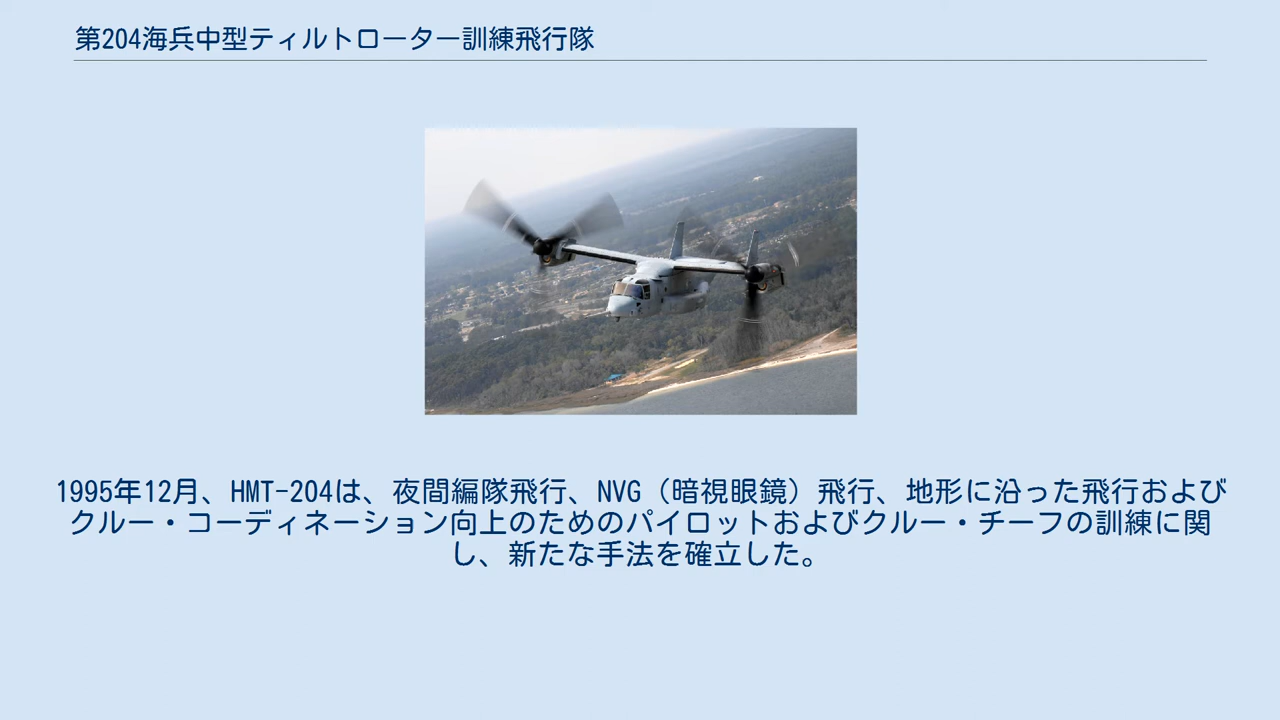 第204海兵中型ティルトローター訓練飛行隊
1995年12月、HMT-204は、夜間編隊飛行、NVG（暗視眼鏡）飛行、地形に沿った飛行および
クルー・コーディネーション向上のためのパイロットおよびクルー・チーフの訓練に関
し、新たな手法を確立した。